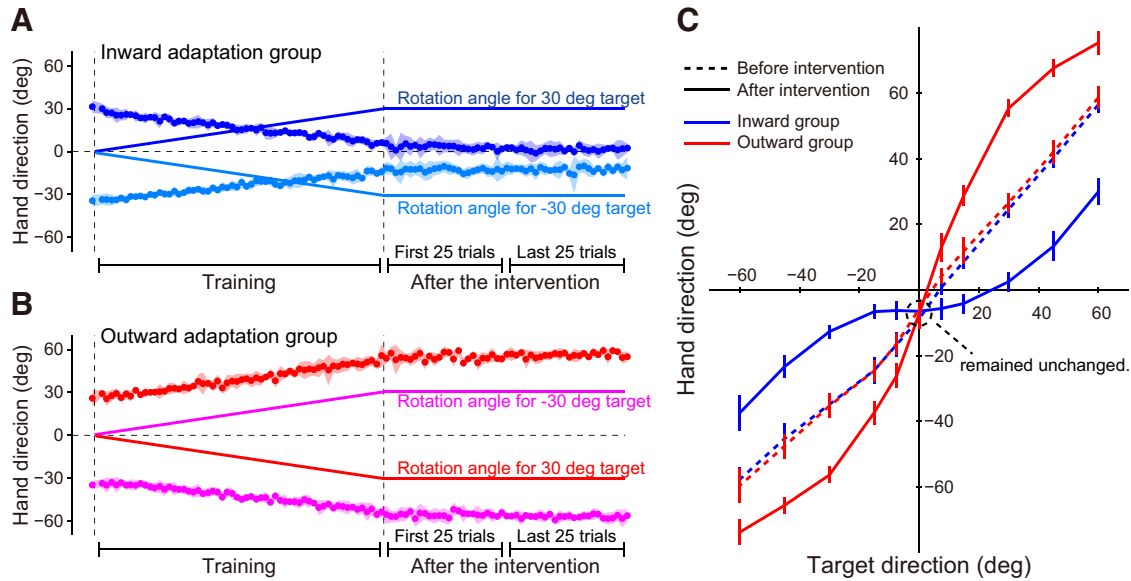 A
Inward adaptation group
Hand direction (deg)
60
30
0
−30
−60
Rotation angle for 30 deg target
Rotation angle for -30 deg target
First 25 trials
Last 25 trials
Training
After the intervention
B
Outward adaptation group
Hand direcion (deg)
60
30
0
−30
−60
Rotation angle for -30 deg target
Rotation angle for 30 deg target
First 25 trials
Last 25 trials
Training
After the intervention
C
Before intervention
After intervention
Inward group
Outward group
Hand direction (deg)
60
40
20
−20
−40
−60
−60
−40
−20
20
40
60
remained unchanged.
Target direction (deg)